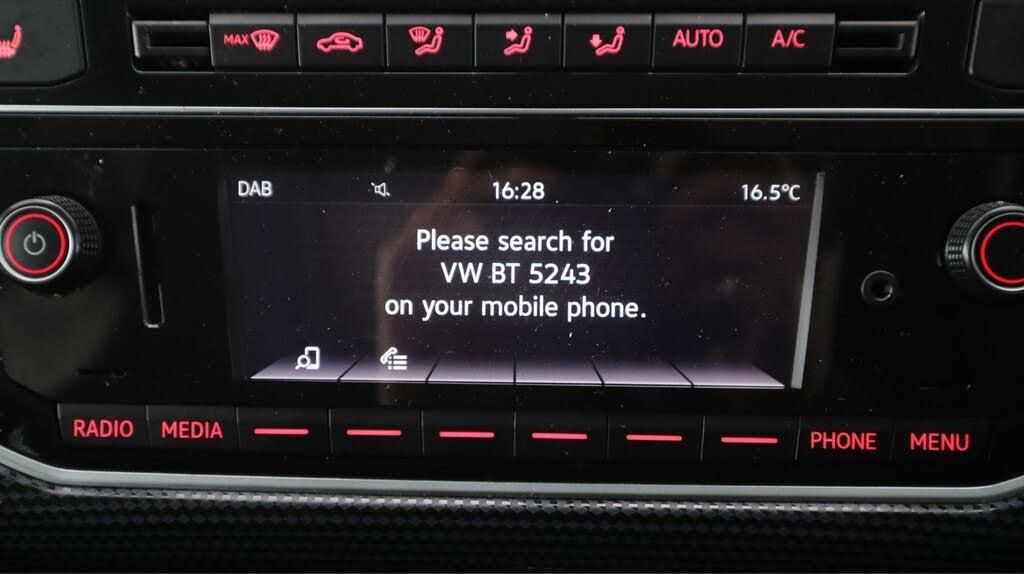 MAX
AUTO
A/C
DAB 16:28 16.5°C
Please search for
VW BT 5243
on your mobile phone.
RADIO MEDIA PHONE MENU